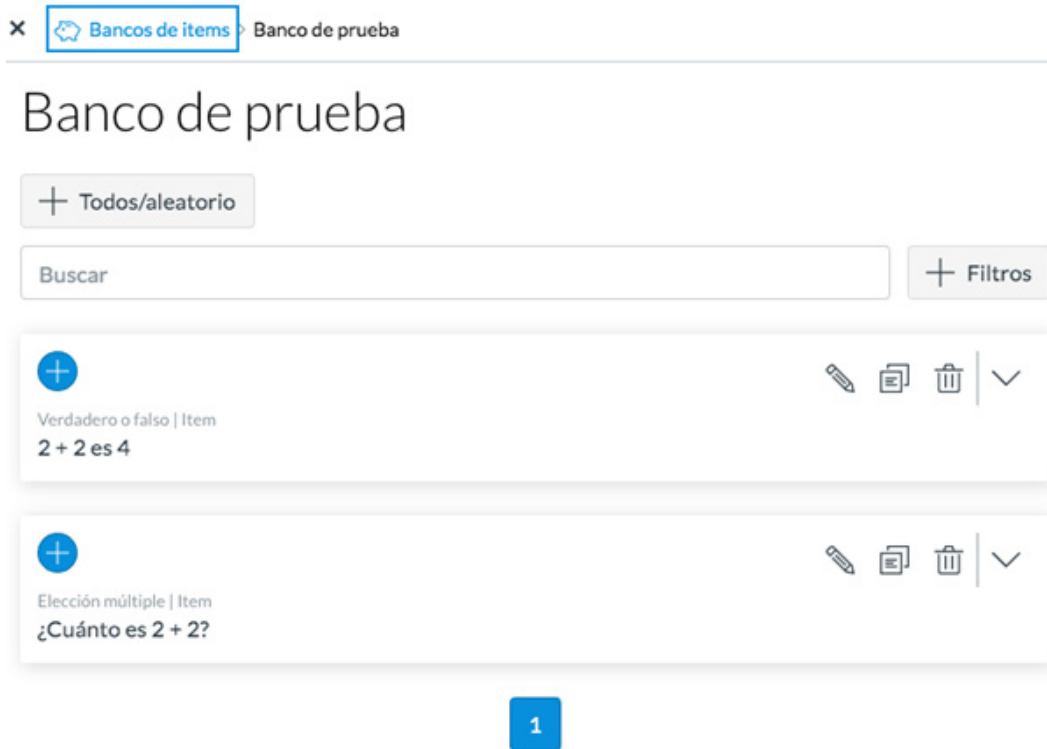 × Bancos de items › Banco de prueba
Banco de prueba
+ Todos/aleatorio
Buscar
+ Filtros
Verdadero o falso | Item
2 + 2 es 4
Elección múltiple | Item
¿Cuánto es 2 + 2?
1